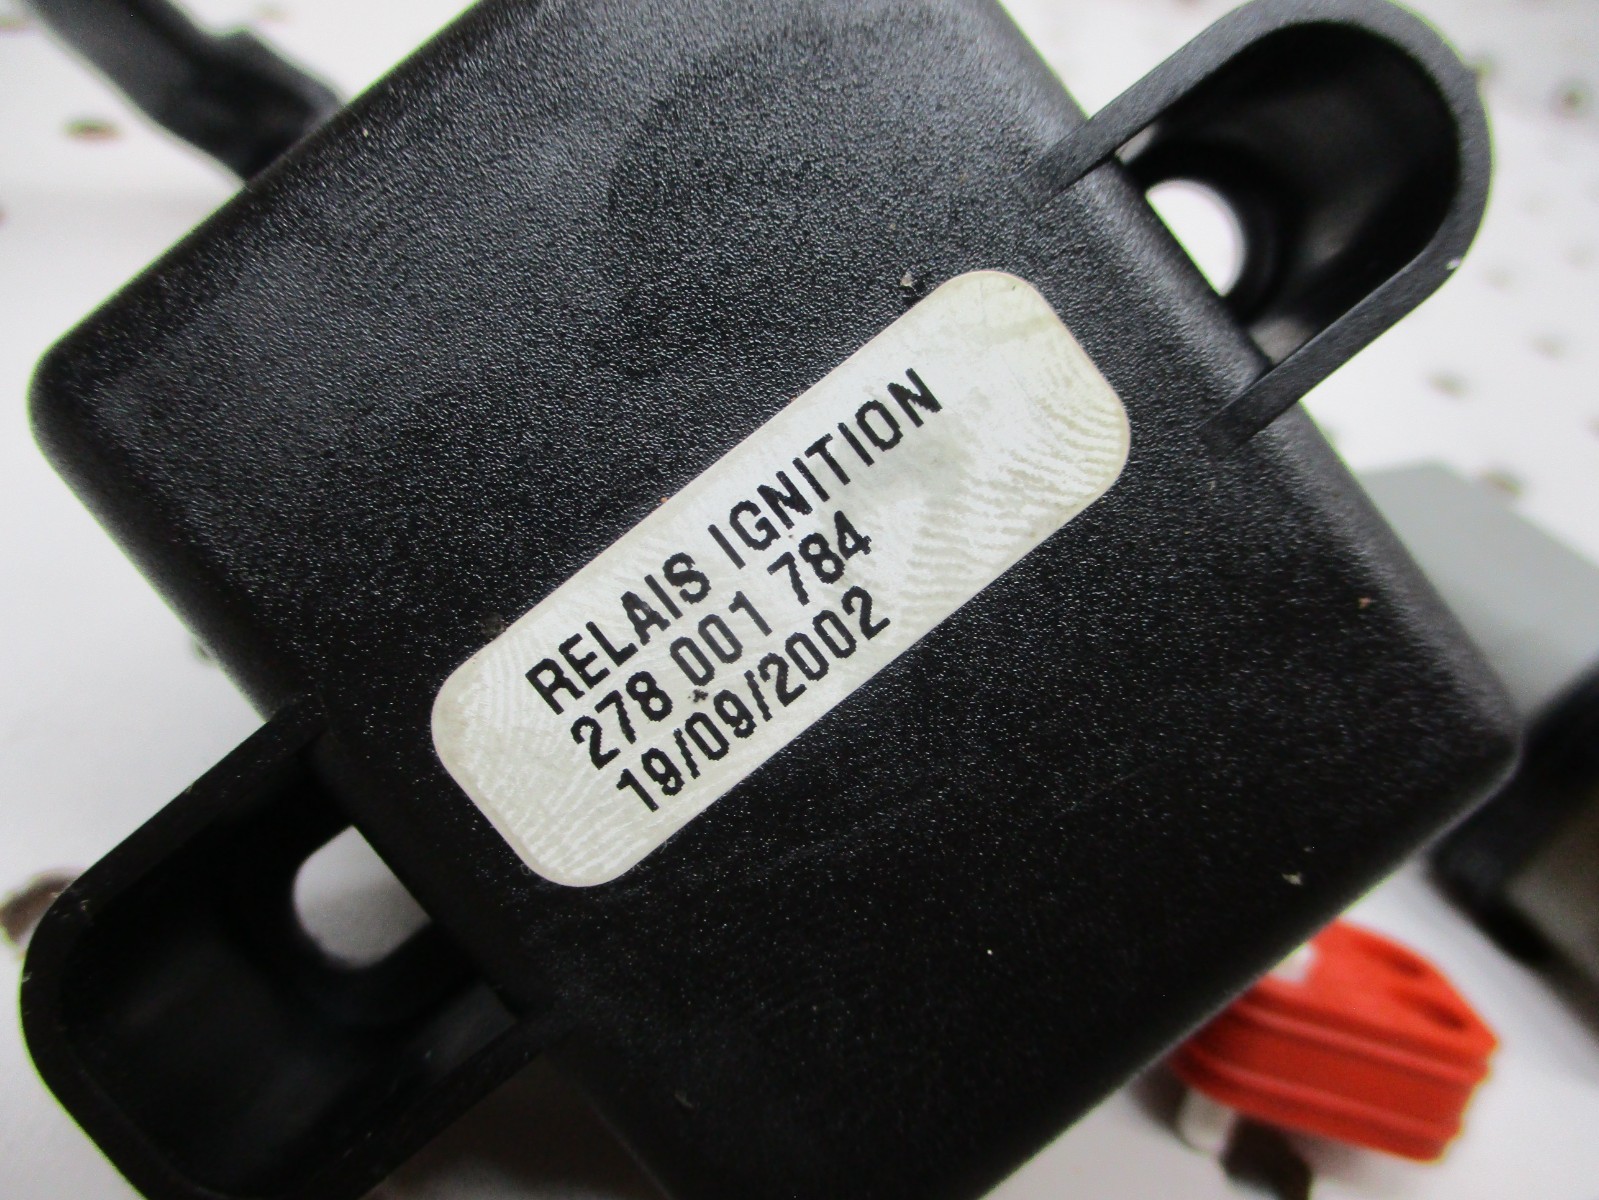 RELAIS IGNITION
278 001 784
19/09/2002